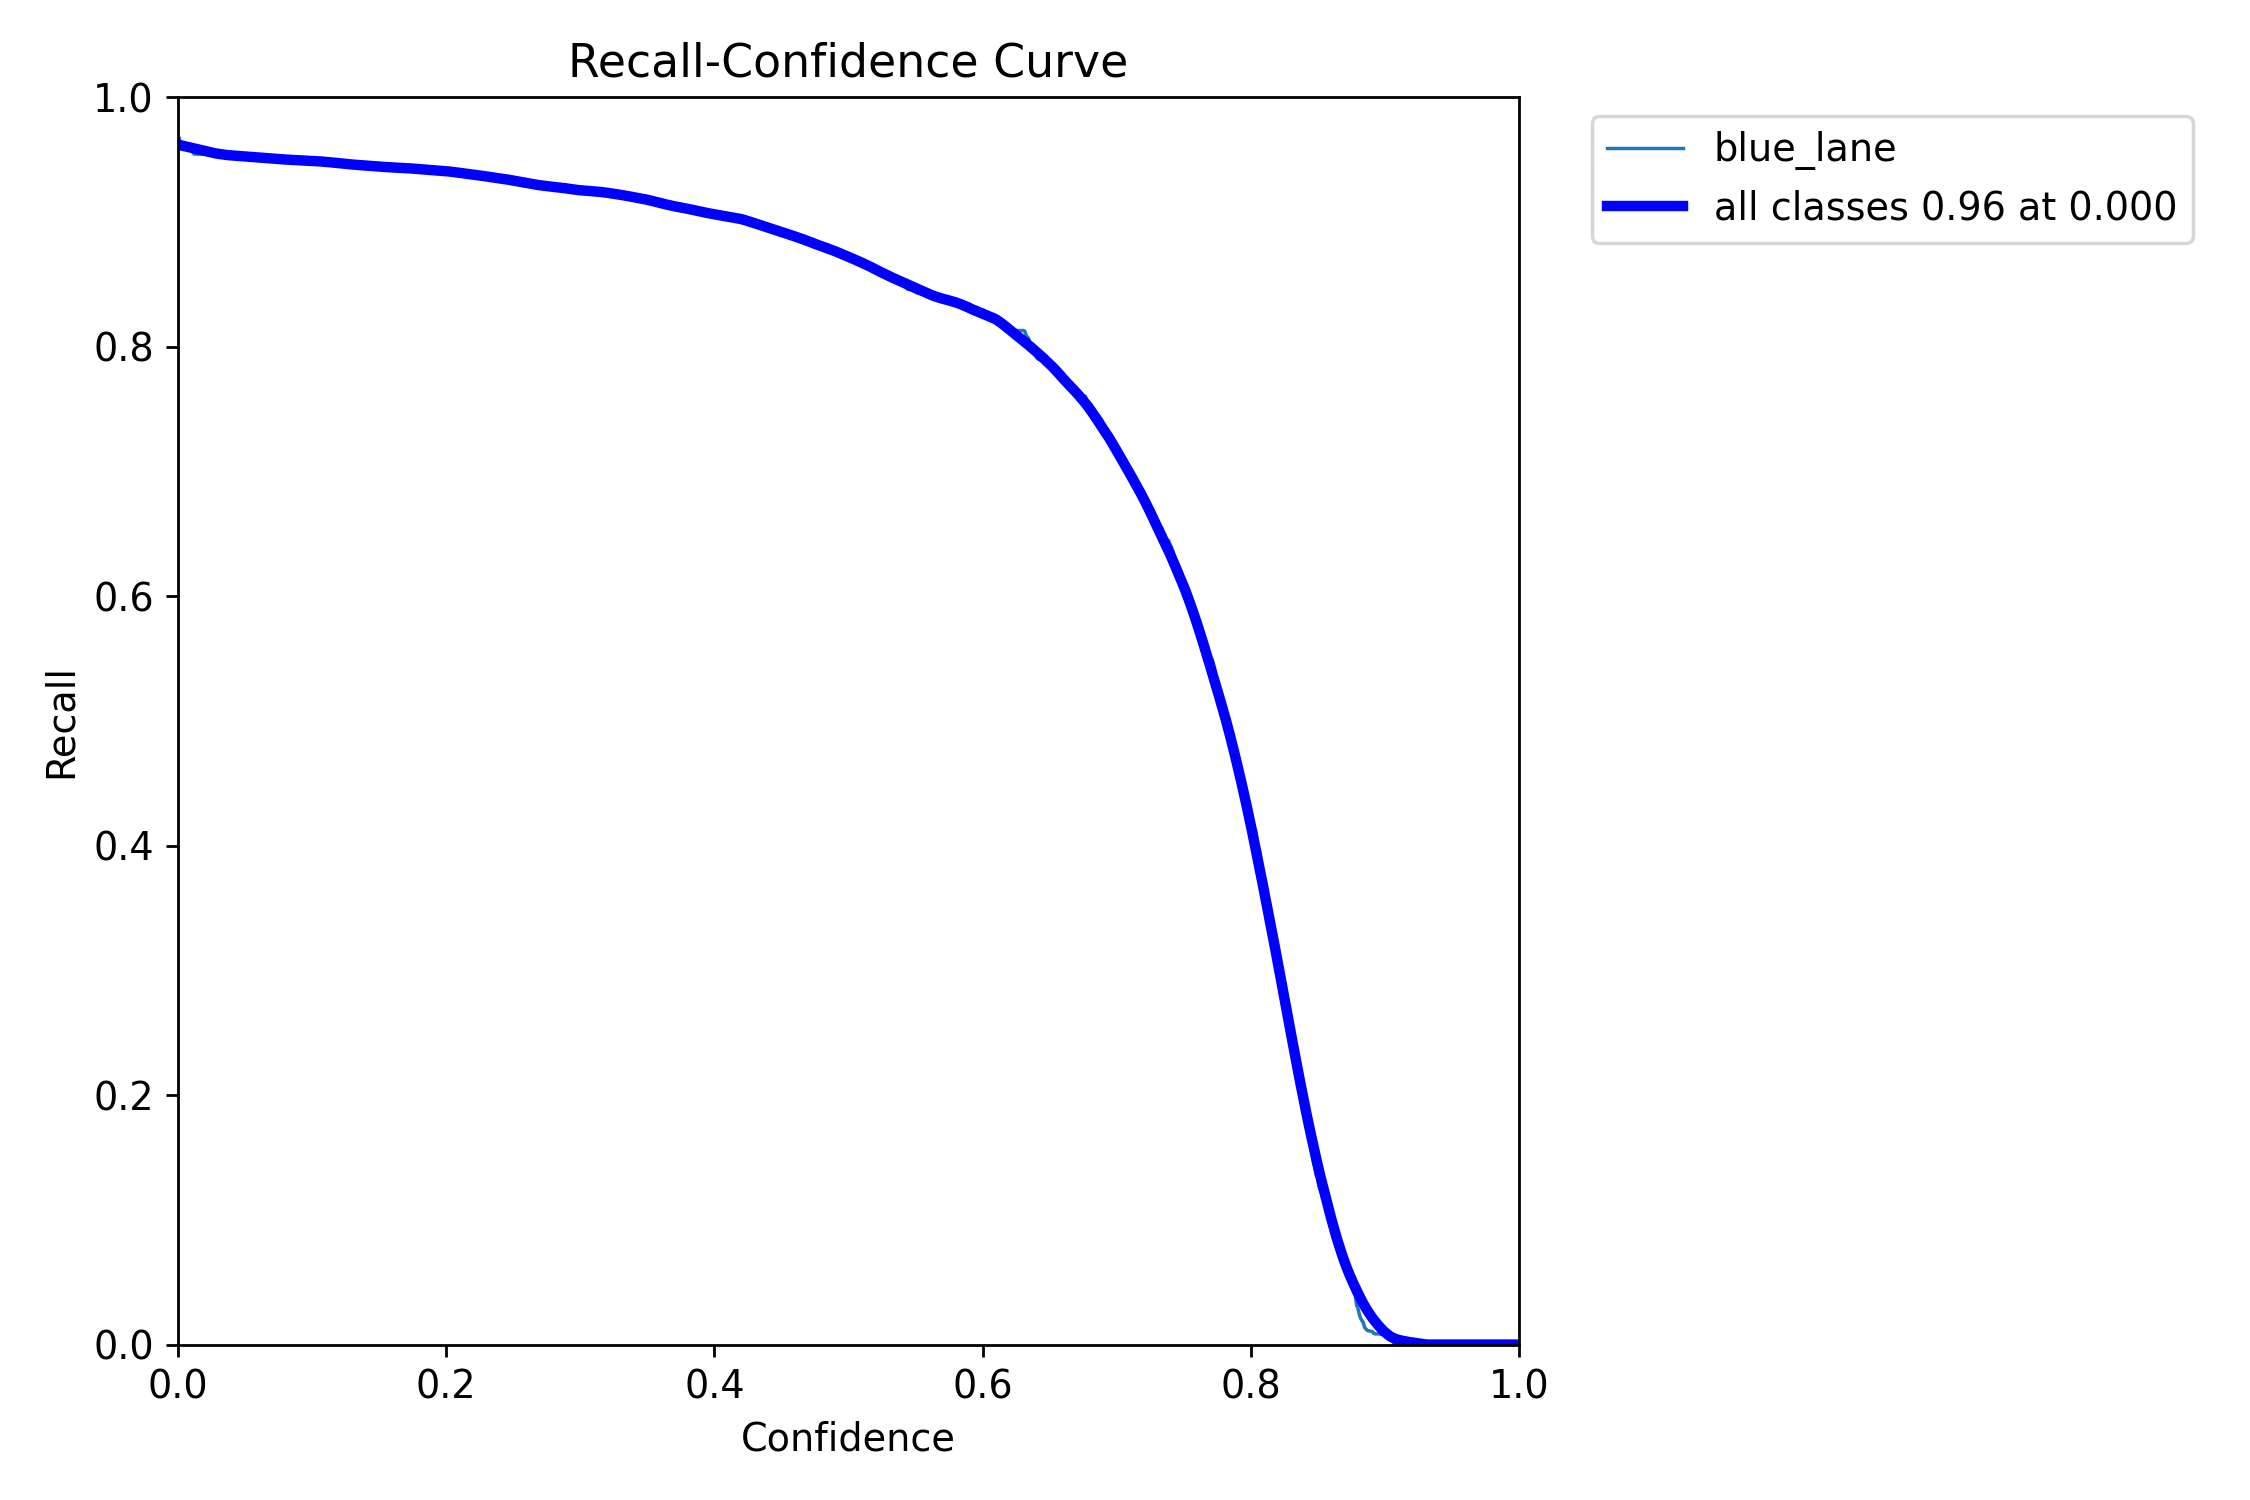 Recall-Confidence Curve
1.0
0.8
0.6
0.4
0.2
0.0
Recall
0.0 0.2 0.4 0.6 0.8 1.0
Confidence
blue_lane
all classes 0.96 at 0.000